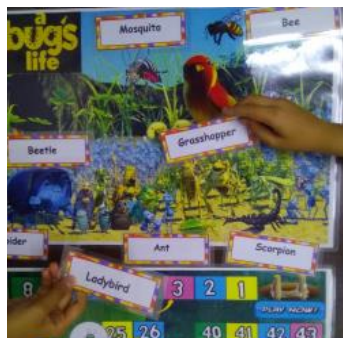 a
bug's
life
Mosquito
Bee
Grasshopper
Beetle
ider
Ant
Scorpion
Ladybird
8
3 2 1
PLAY NOW!
25 26
40 41 42 43